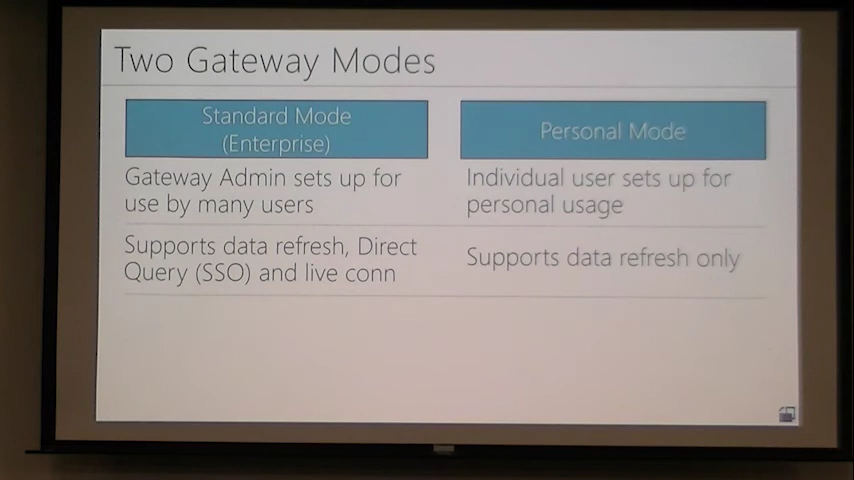 Two Gateway Modes
Standard Mode
(Enterprise)
Personal Mode
Gateway Admin sets up for
use by many users
Individual user sets up for
personal usage
Supports data refresh, Direct
Query (SSO) and live conn
Supports data refresh only